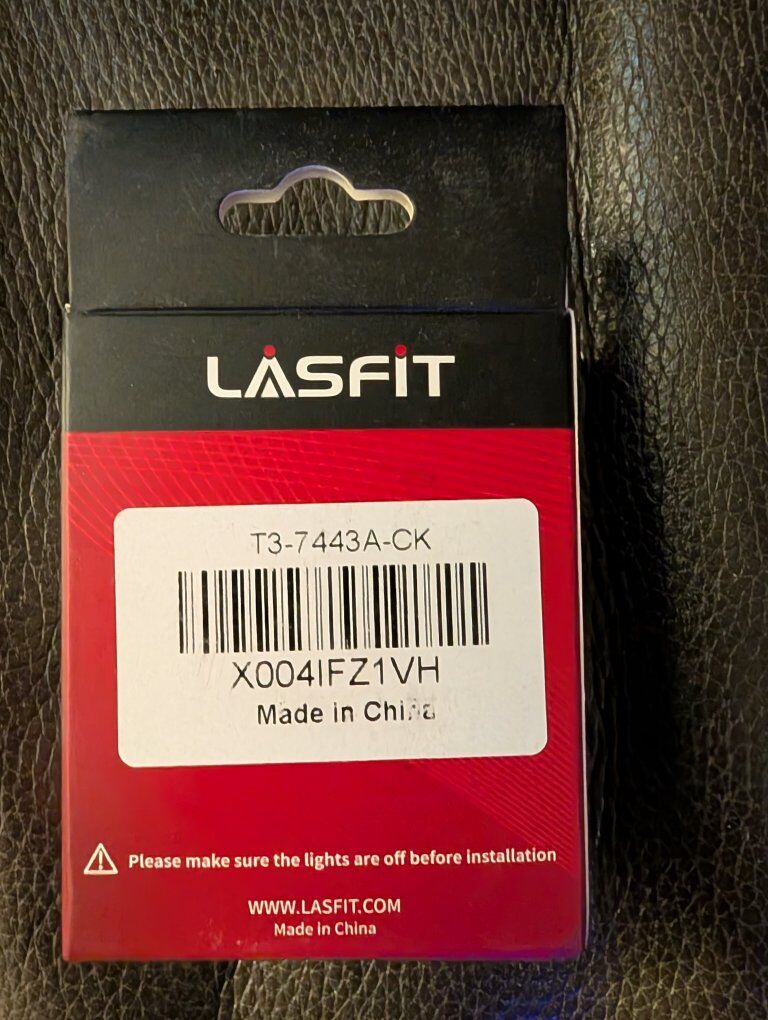 LASFIT
T3-7443A-CK
X004IFZ1VH
Made in China
Please make sure the lights are off before installation
WWW.LASFIT.COM
Made in China